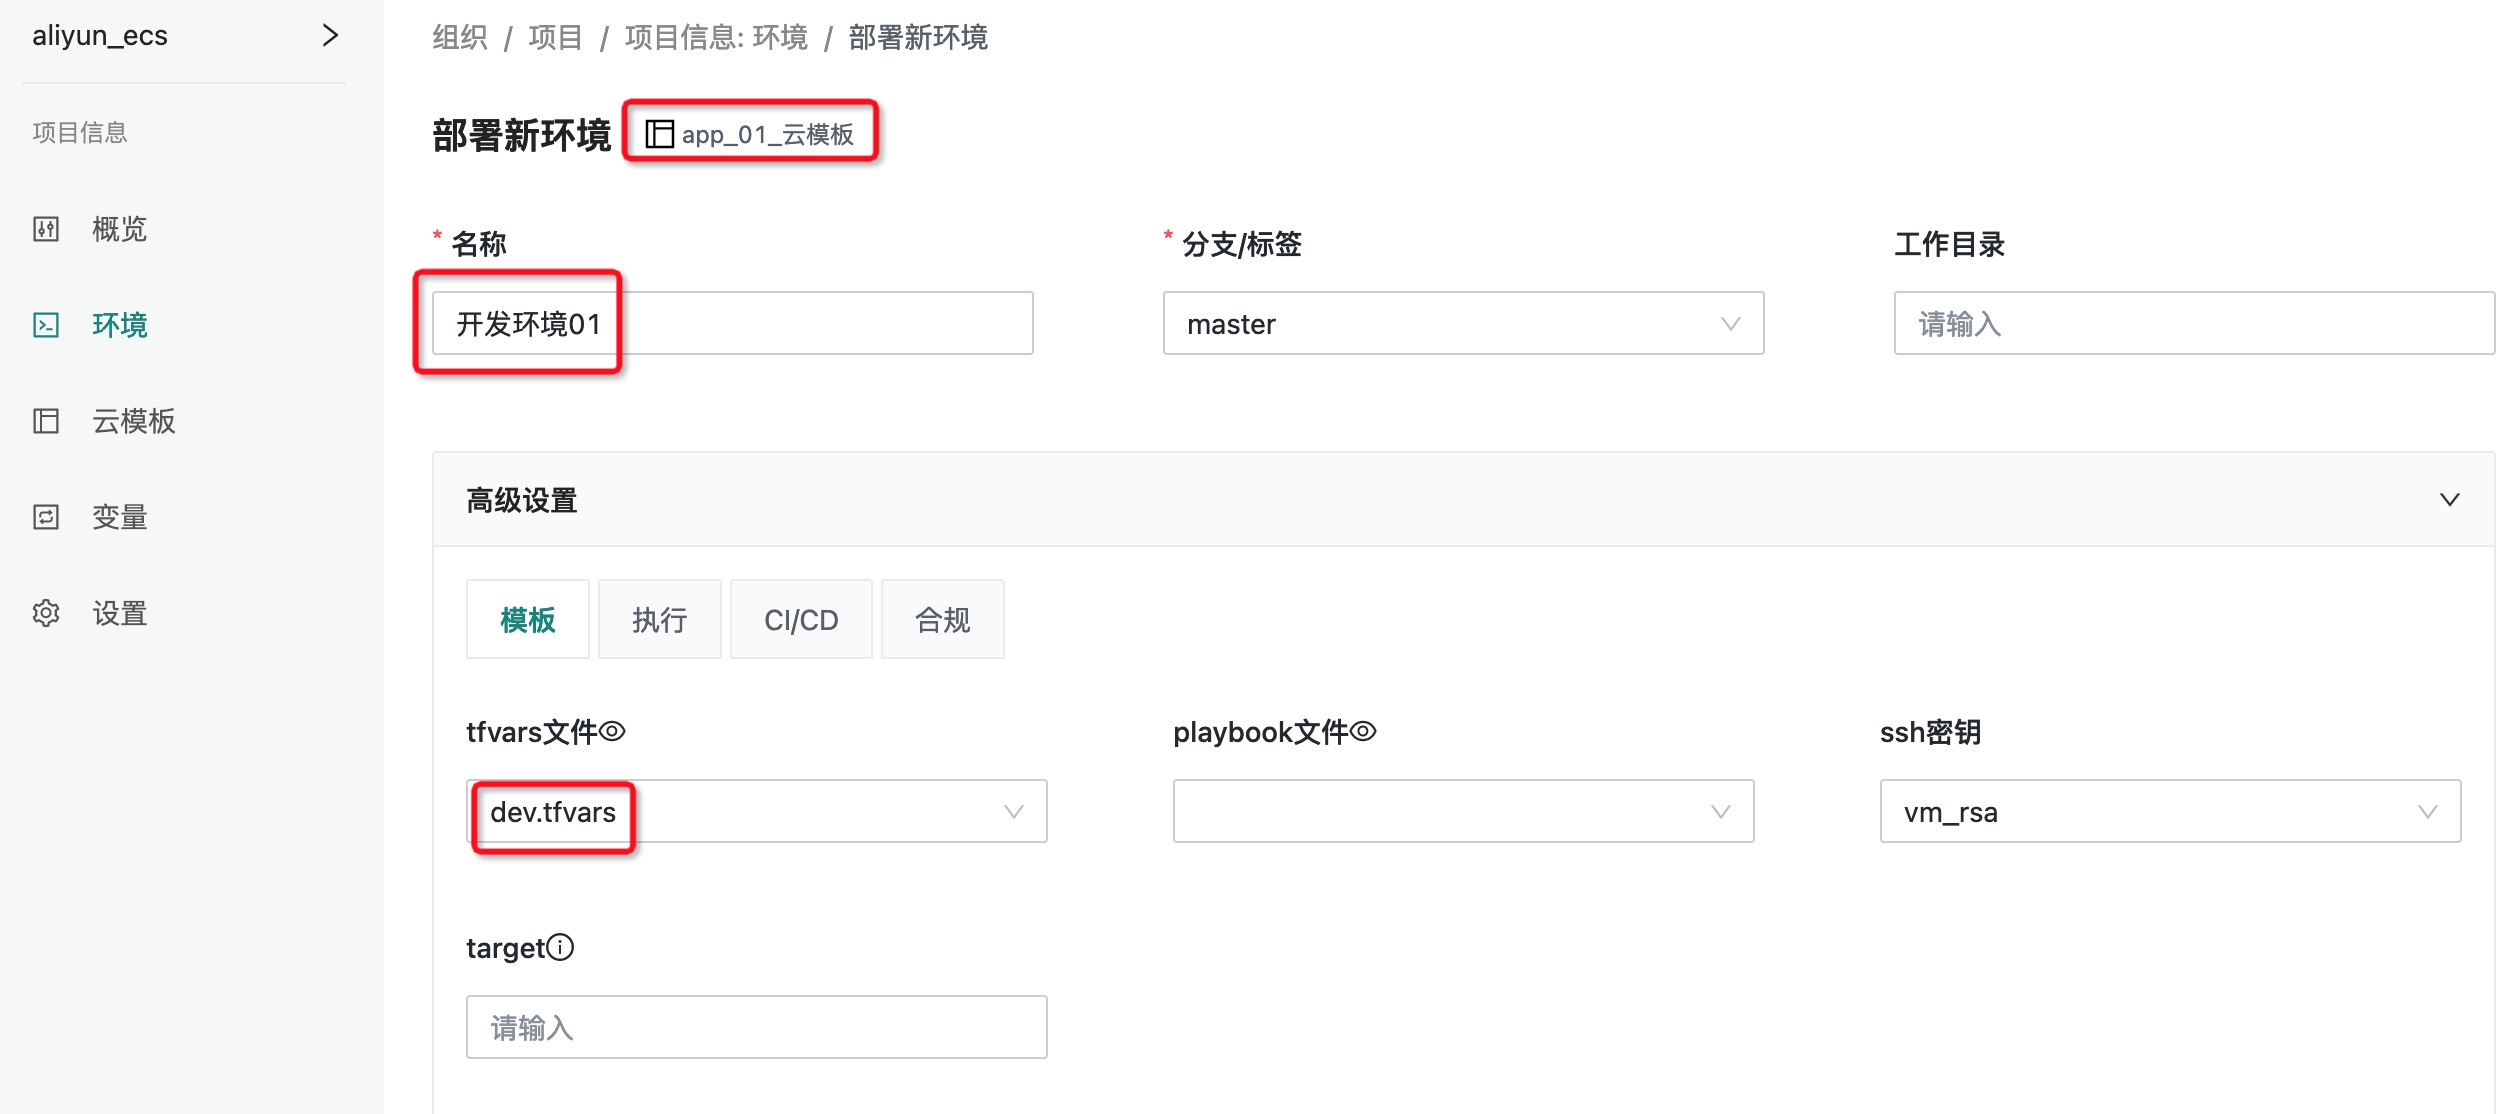 aliyun_ecs
项目信息
概览
环境
云模板
变量
设置
组织 / 项目 / 项目信息: 环境 / 部署新环境
部署新环境 app_01_云模板
* 名称
开发环境01
* 分支/标签
master
工作目录
请输入
高级设置
模板 执行 CI/CD 合规
tfvars文件
dev.tfvars
playbook文件
ssh密钥
vm_rsa
target
请输入